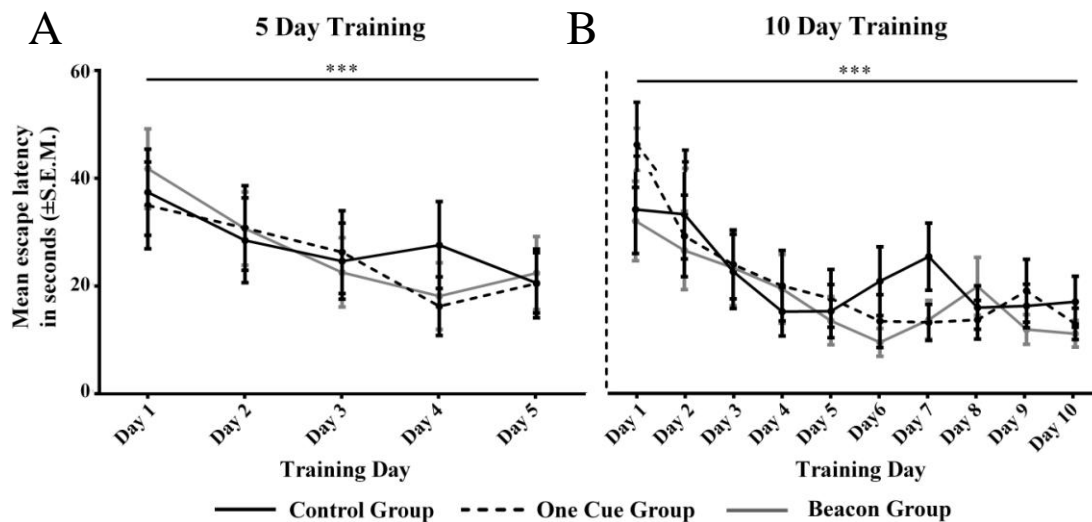 A
5 Day Training
B
10 Day Training
***
***
60
40
20
0
Mean escape latency
in seconds (±S.E.M.)
Day 1
Day 2
Day 3
Day 4
Day 5
Day 1
Day 2
Day 3
Day 4
Day 5
Day6
Day 7
Day 8
Day 9
Day 10
Training Day
Training Day
Control Group
One Cue Group
Beacon Group